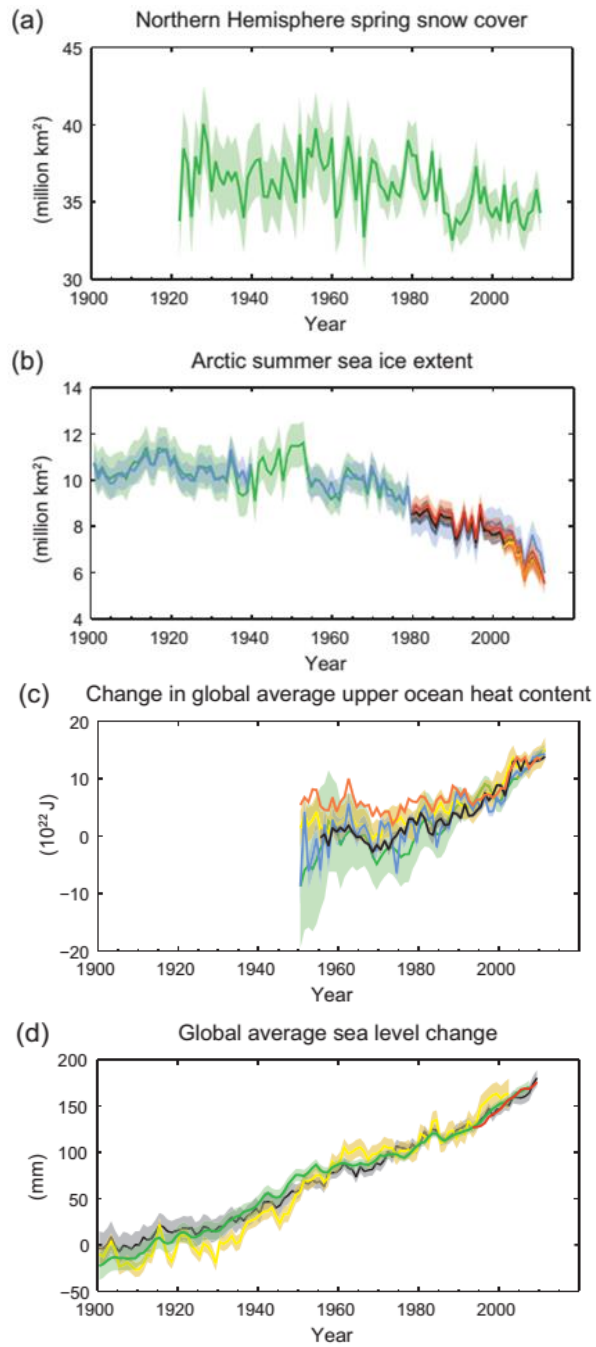 (a) Northern Hemisphere spring snow cover
45
40
35
30
(million km²)
1900 1920 1940 1960 1980 2000
Year
(b) Arctic summer sea ice extent
14
12
10
8
6
4
(million km²)
1900 1920 1940 1960 1980 2000
Year
(c) Change in global average upper ocean heat content
20
10
0
−10
−20
(10²² J)
1900 1920 1940 1960 1980 2000
Year
(d) Global average sea level change
200
150
100
50
0
−50
(mm)
1900 1920 1940 1960 1980 2000
Year